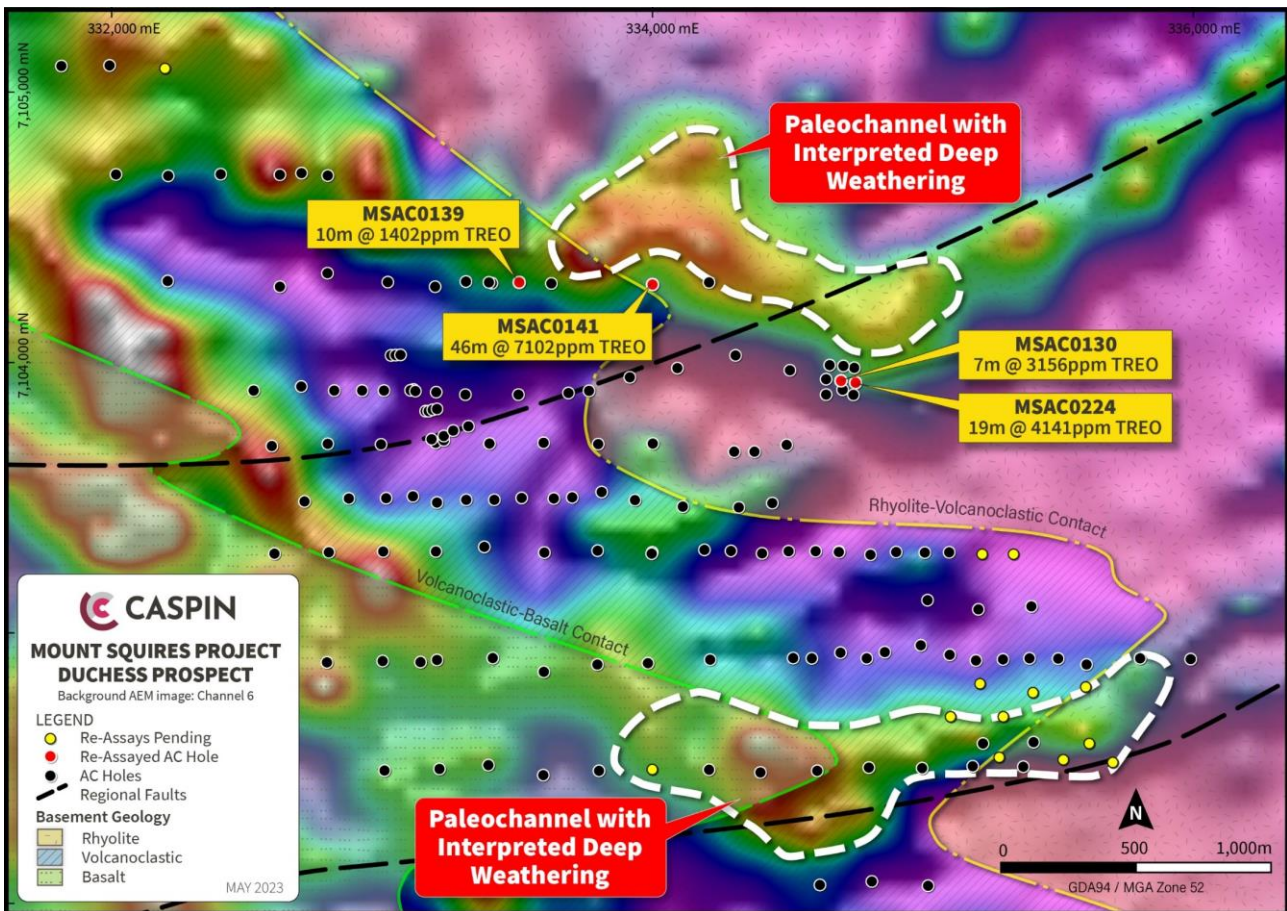 332,000 mE
334,000 mE
336,000 mE
7,105,000 mN
7,104,000 mN
Paleochannel with
Interpreted Deep
Weathering
MSAC0139
10m @ 1402ppm TREO
MSAC0141
46m @ 7102ppm TREO
MSAC0130
7m @ 3156ppm TREO
MSAC0224
19m @ 4141ppm TREO
Rhyolite-Volcanoclastic Contact
Volcanoclastic-Basalt Contact
CASPIN
MOUNT SQUIRES PROJECT
DUCHESS PROSPECT
Background AEM image: Channel 6
LEGEND
Re-Assays Pending
Re-Assayed AC Hole
AC Holes
Regional Faults
Basement Geology
Rhyolite
Volcanoclastic
Basalt
MAY 2023
Paleochannel with
Interpreted Deep
Weathering
N
0 500 1,000m
GDA94 / MGA Zone 52